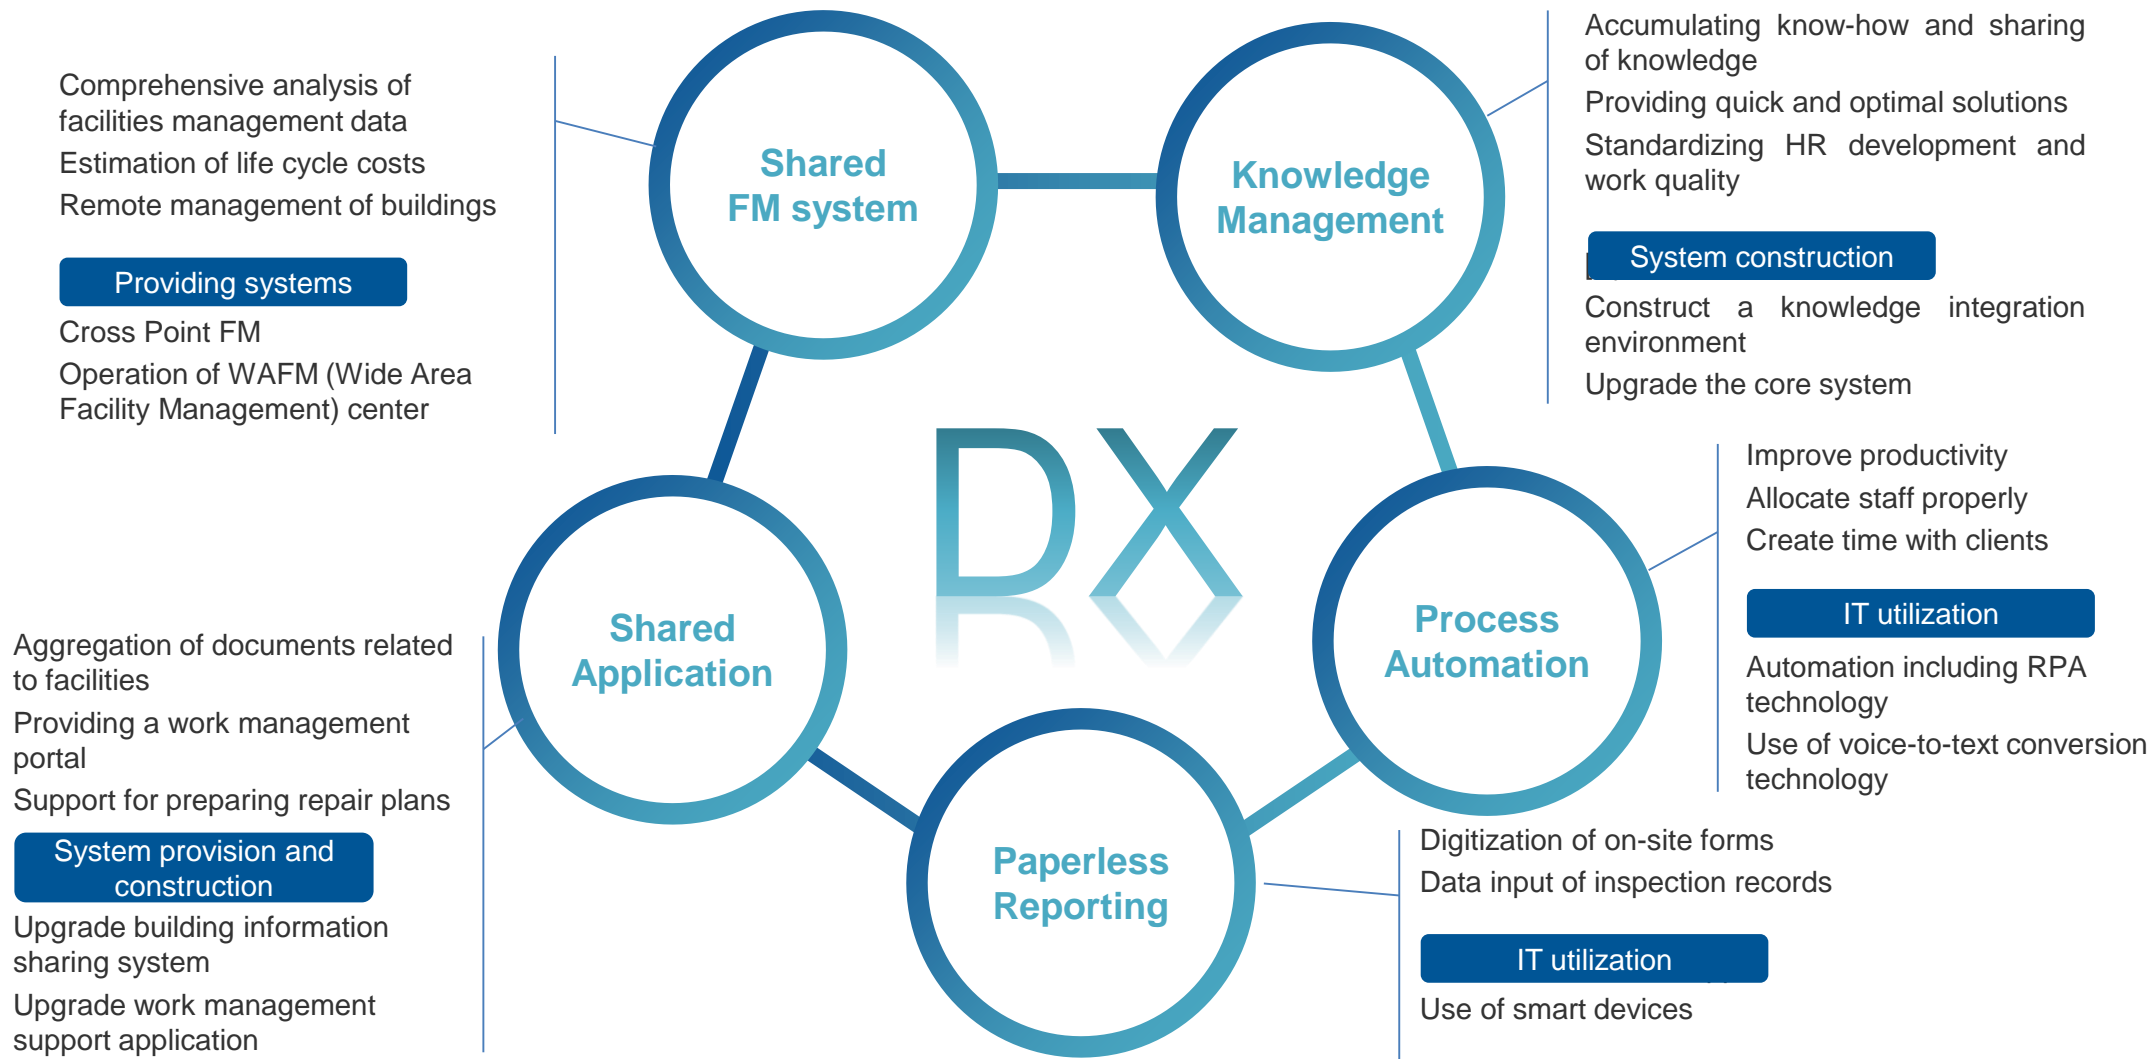 Comprehensive analysis of
facilities management data
Estimation of life cycle costs
Remote management of buildings
Providing systems
Cross Point FM
Operation of WAFM (Wide Area
Facility Management) center
Shared
FM system
Knowledge
Management
Accumulating know-how and sharing
of knowledge
Providing quick and optimal solutions
Standardizing HR development and
work quality
System construction
Construct a knowledge integration
environment
Upgrade the core system
DX
Improve productivity
Allocate staff properly
Create time with clients
IT utilization
Automation including RPA
technology
Use of voice-to-text conversion
technology
Process
Automation
Shared
Application
Aggregation of documents related
to facilities
Providing a work management
portal
Support for preparing repair plans
System provision and
construction
Upgrade building information
sharing system
Upgrade work management
support application
Paperless
Reporting
Digitization of on-site forms
Data input of inspection records
IT utilization
Use of smart devices